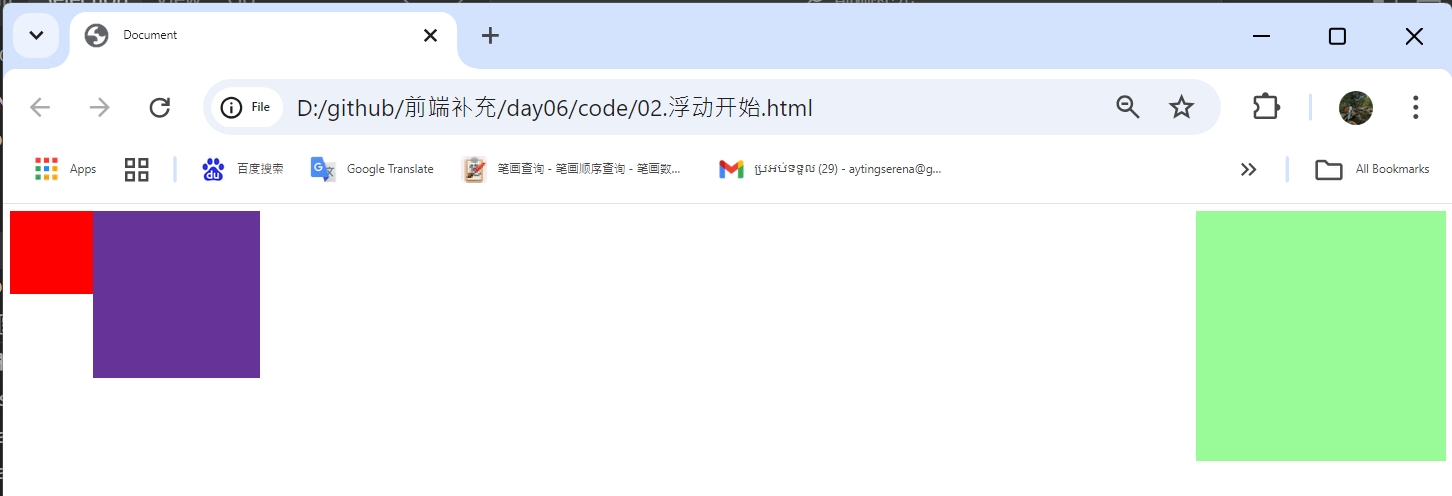 Document
File
D:/github/前端补充/day06/code/02.浮动开始.html
Apps
du
百度搜索
Google Translate
笔画查询 - 笔画顺序查询 - 笔画数...
ប្រអប់ទទួល (29) - aytingserena@g...
All Bookmarks